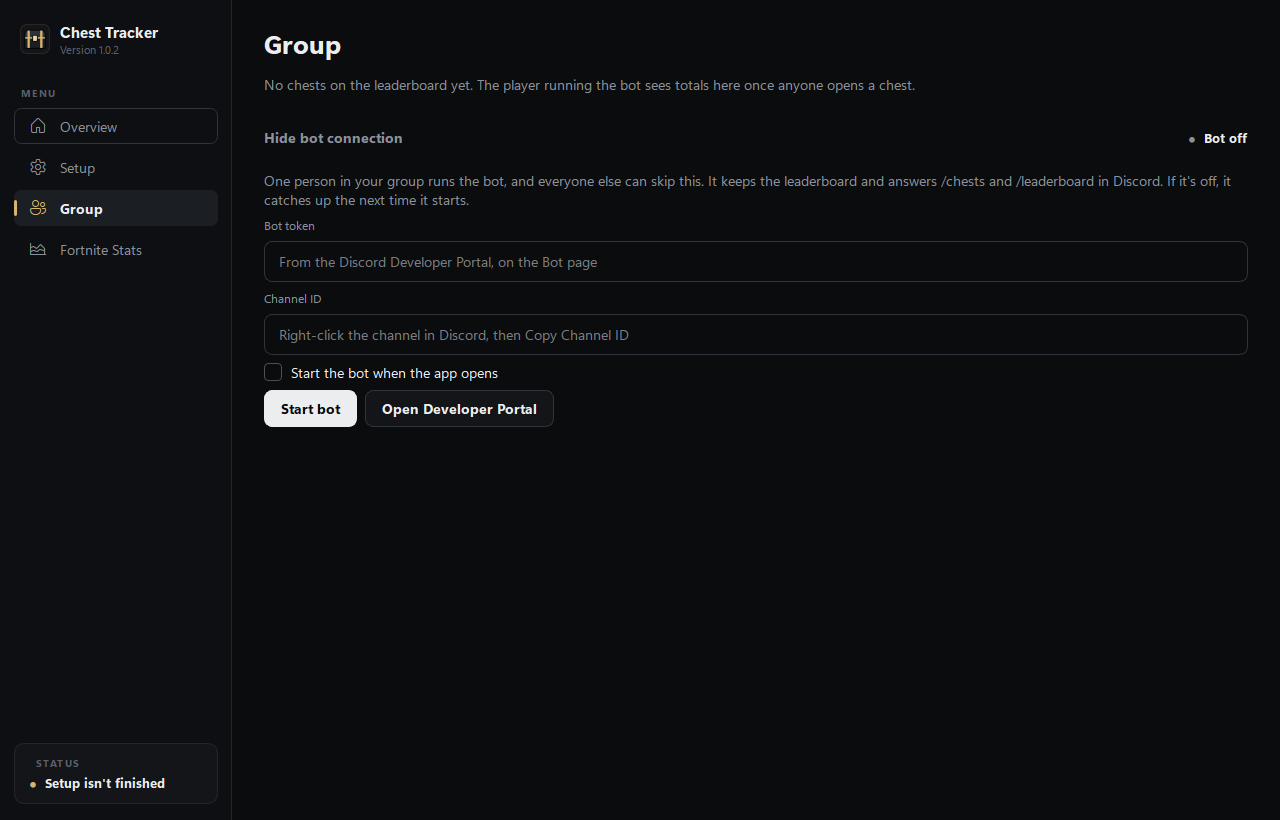 Chest Tracker
Version 1.0.2
MENU
Overview
Setup
Group
Fortnite Stats
STATUS
Setup isn't finished
Group
No chests on the leaderboard yet. The player running the bot sees totals here once anyone opens a chest.
Hide bot connection
Bot off
One person in your group runs the bot, and everyone else can skip this. It keeps the leaderboard and answers /chests and /leaderboard in Discord. If it's off, it
catches up the next time it starts.
Bot token
From the Discord Developer Portal, on the Bot page
Channel ID
Right-click the channel in Discord, then Copy Channel ID
Start the bot when the app opens
Start bot
Open Developer Portal